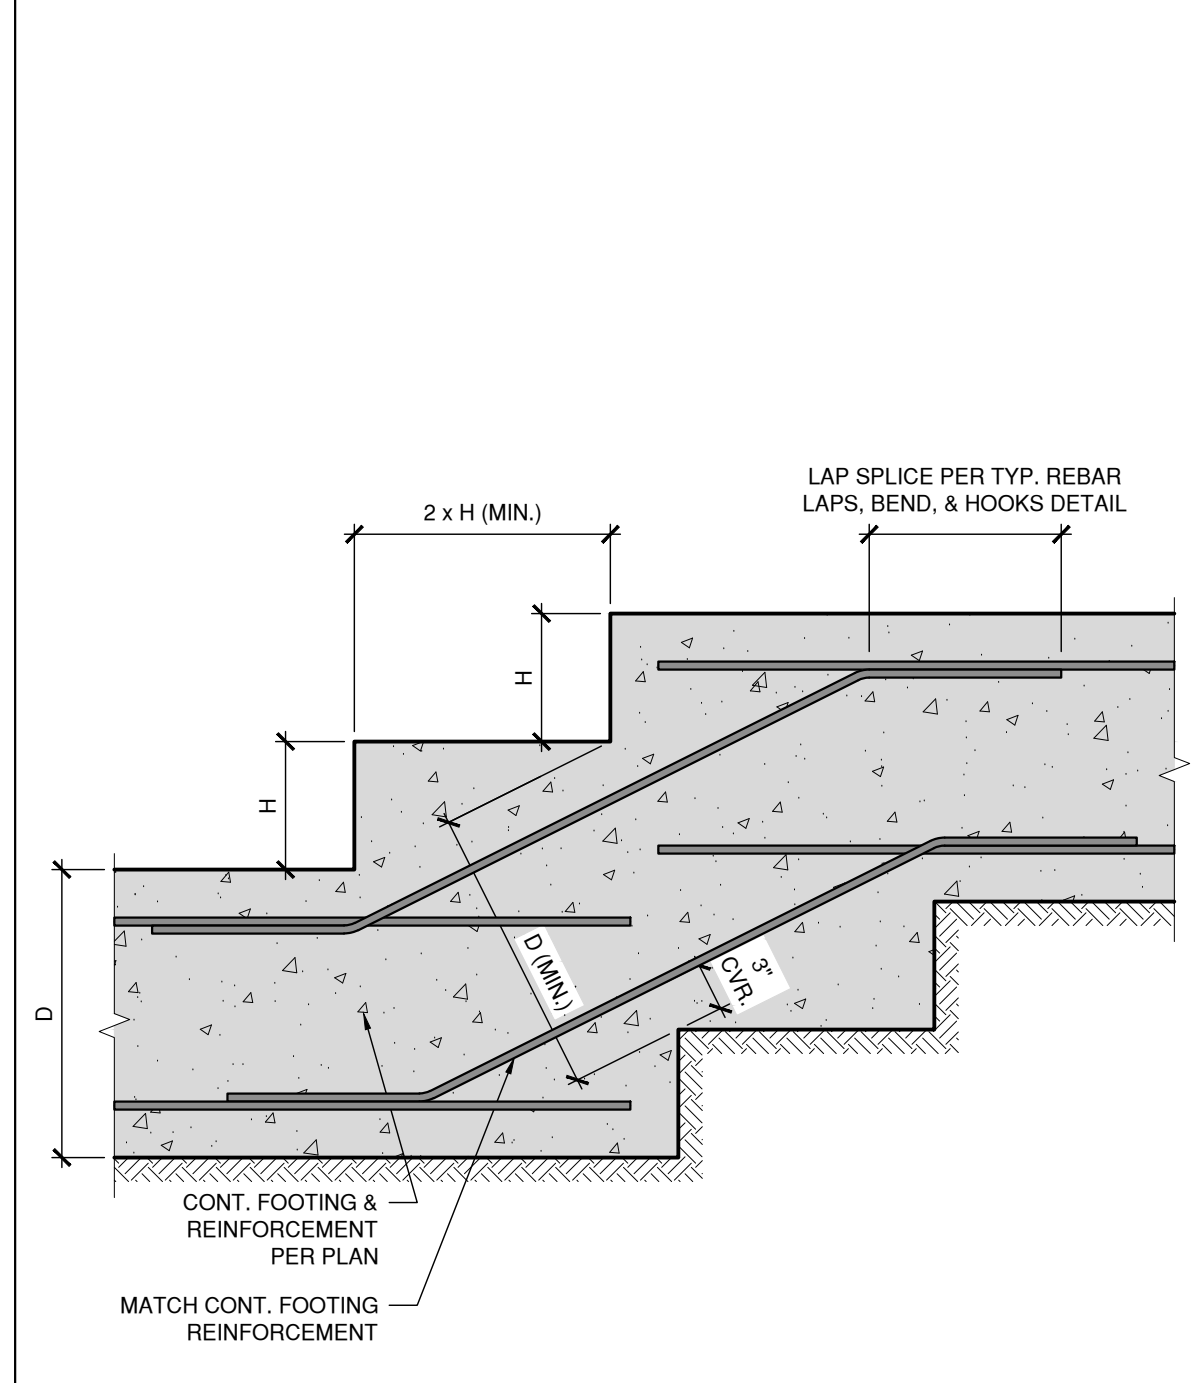 LAP SPLICE PER TYP. REBAR
LAPS, BEND, & HOOKS DETAIL
2 x H (MIN.)
H
H
D
D (MIN.)
3"
CVR.
CONT. FOOTING &
REINFORCEMENT
PER PLAN
MATCH CONT. FOOTING
REINFORCEMENT